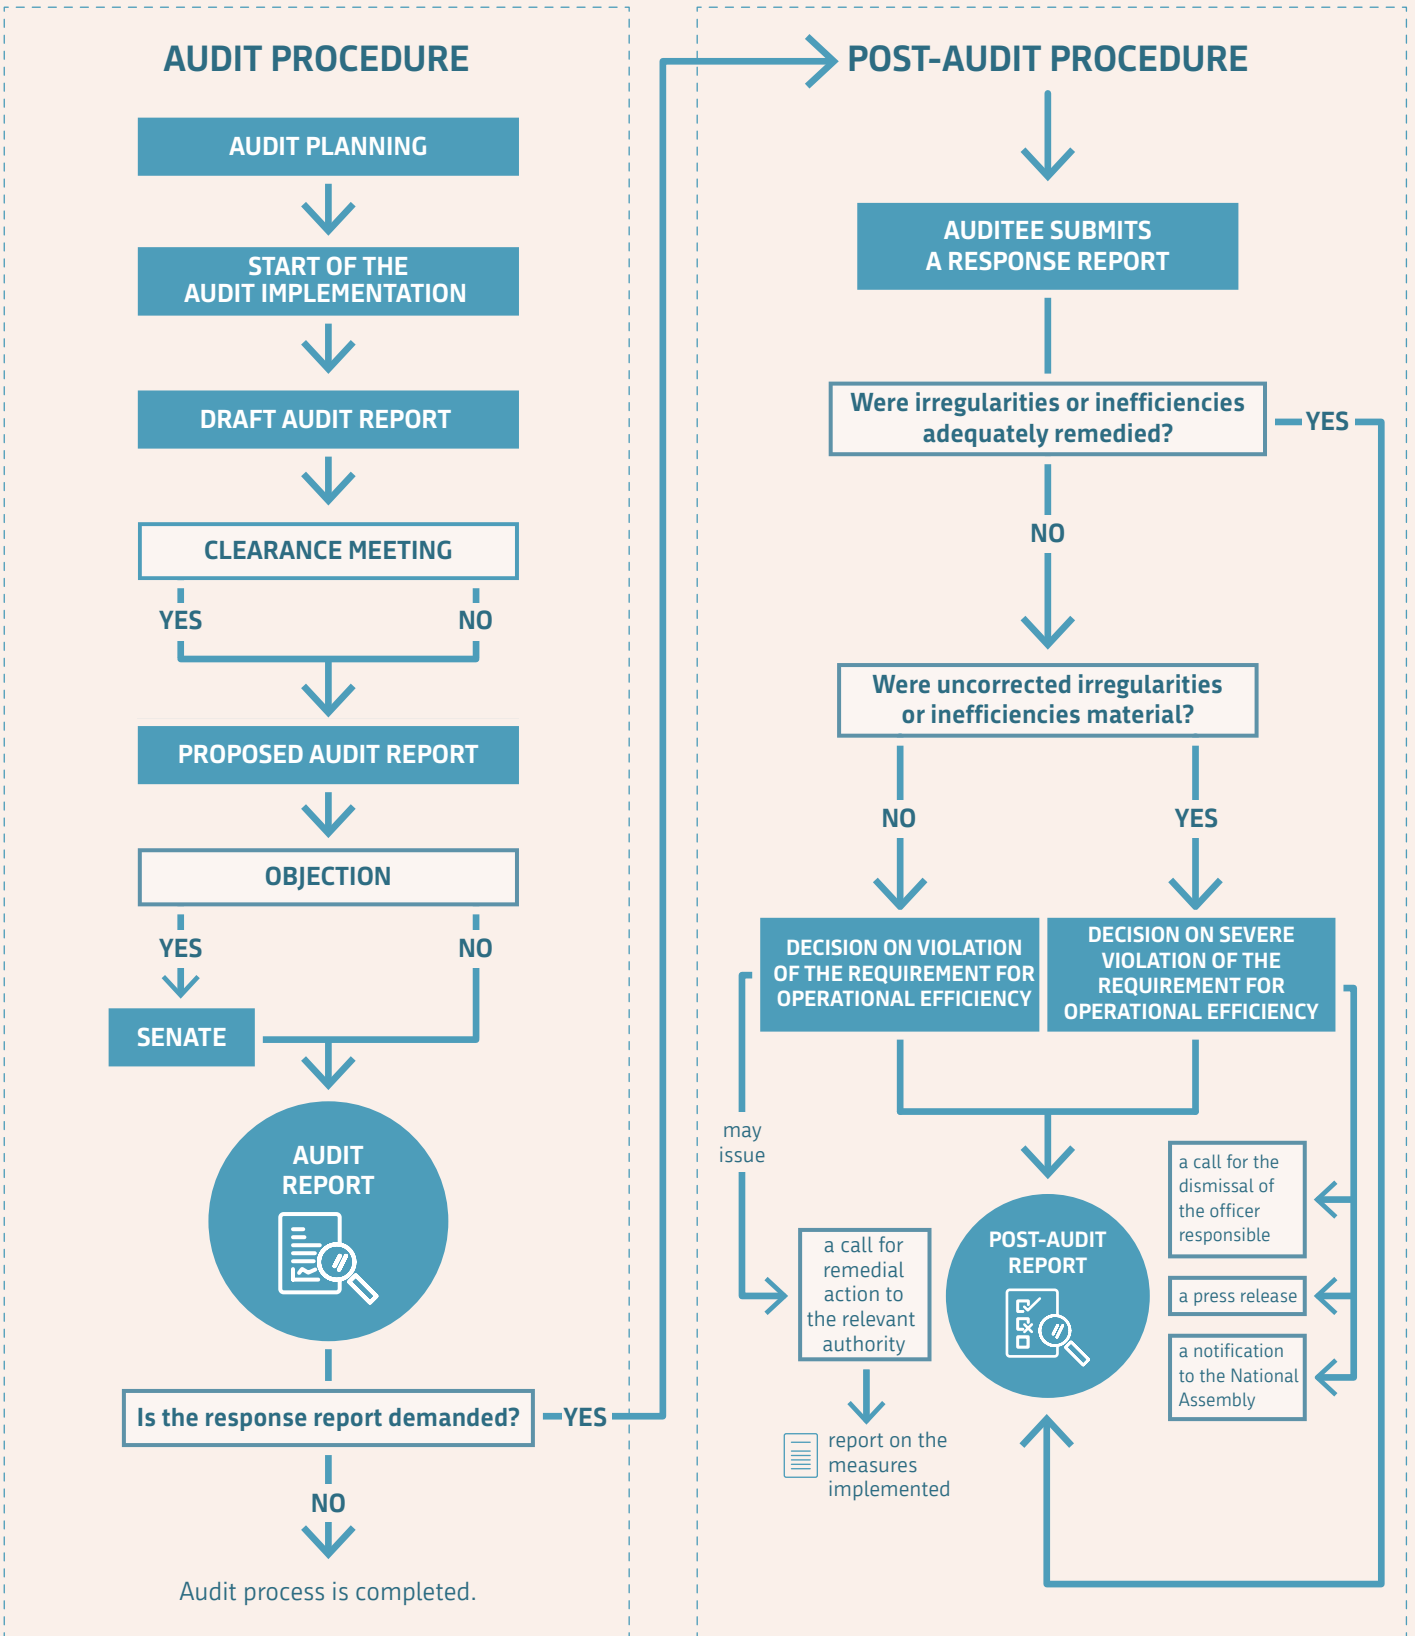 AUDIT PROCEDURE
AUDIT PLANNING
START OF THE
AUDIT IMPLEMENTATION
DRAFT AUDIT REPORT
CLEARANCE MEETING
YES
NO
PROPOSED AUDIT REPORT
OBJECTION
YES
NO
SENATE
AUDIT
REPORT
Is the response report demanded?
YES
NO
Audit process is completed.
POST-AUDIT PROCEDURE
AUDITEE SUBMITS
A RESPONSE REPORT
Were irregularities or inefficiencies
adequately remedied?
YES
NO
Were uncorrected irregularities
or inefficiencies material?
NO
YES
DECISION ON VIOLATION
OF THE REQUIREMENT FOR
OPERATIONAL EFFICIENCY
DECISION ON SEVERE
VIOLATION OF THE
REQUIREMENT FOR
OPERATIONAL EFFICIENCY
may
issue
a call for
remedial
action to
the relevant
authority
report on the
measures
implemented
POST-AUDIT
REPORT
a call for the
dismissal of
the officer
responsible
a press release
a notification
to the National
Assembly